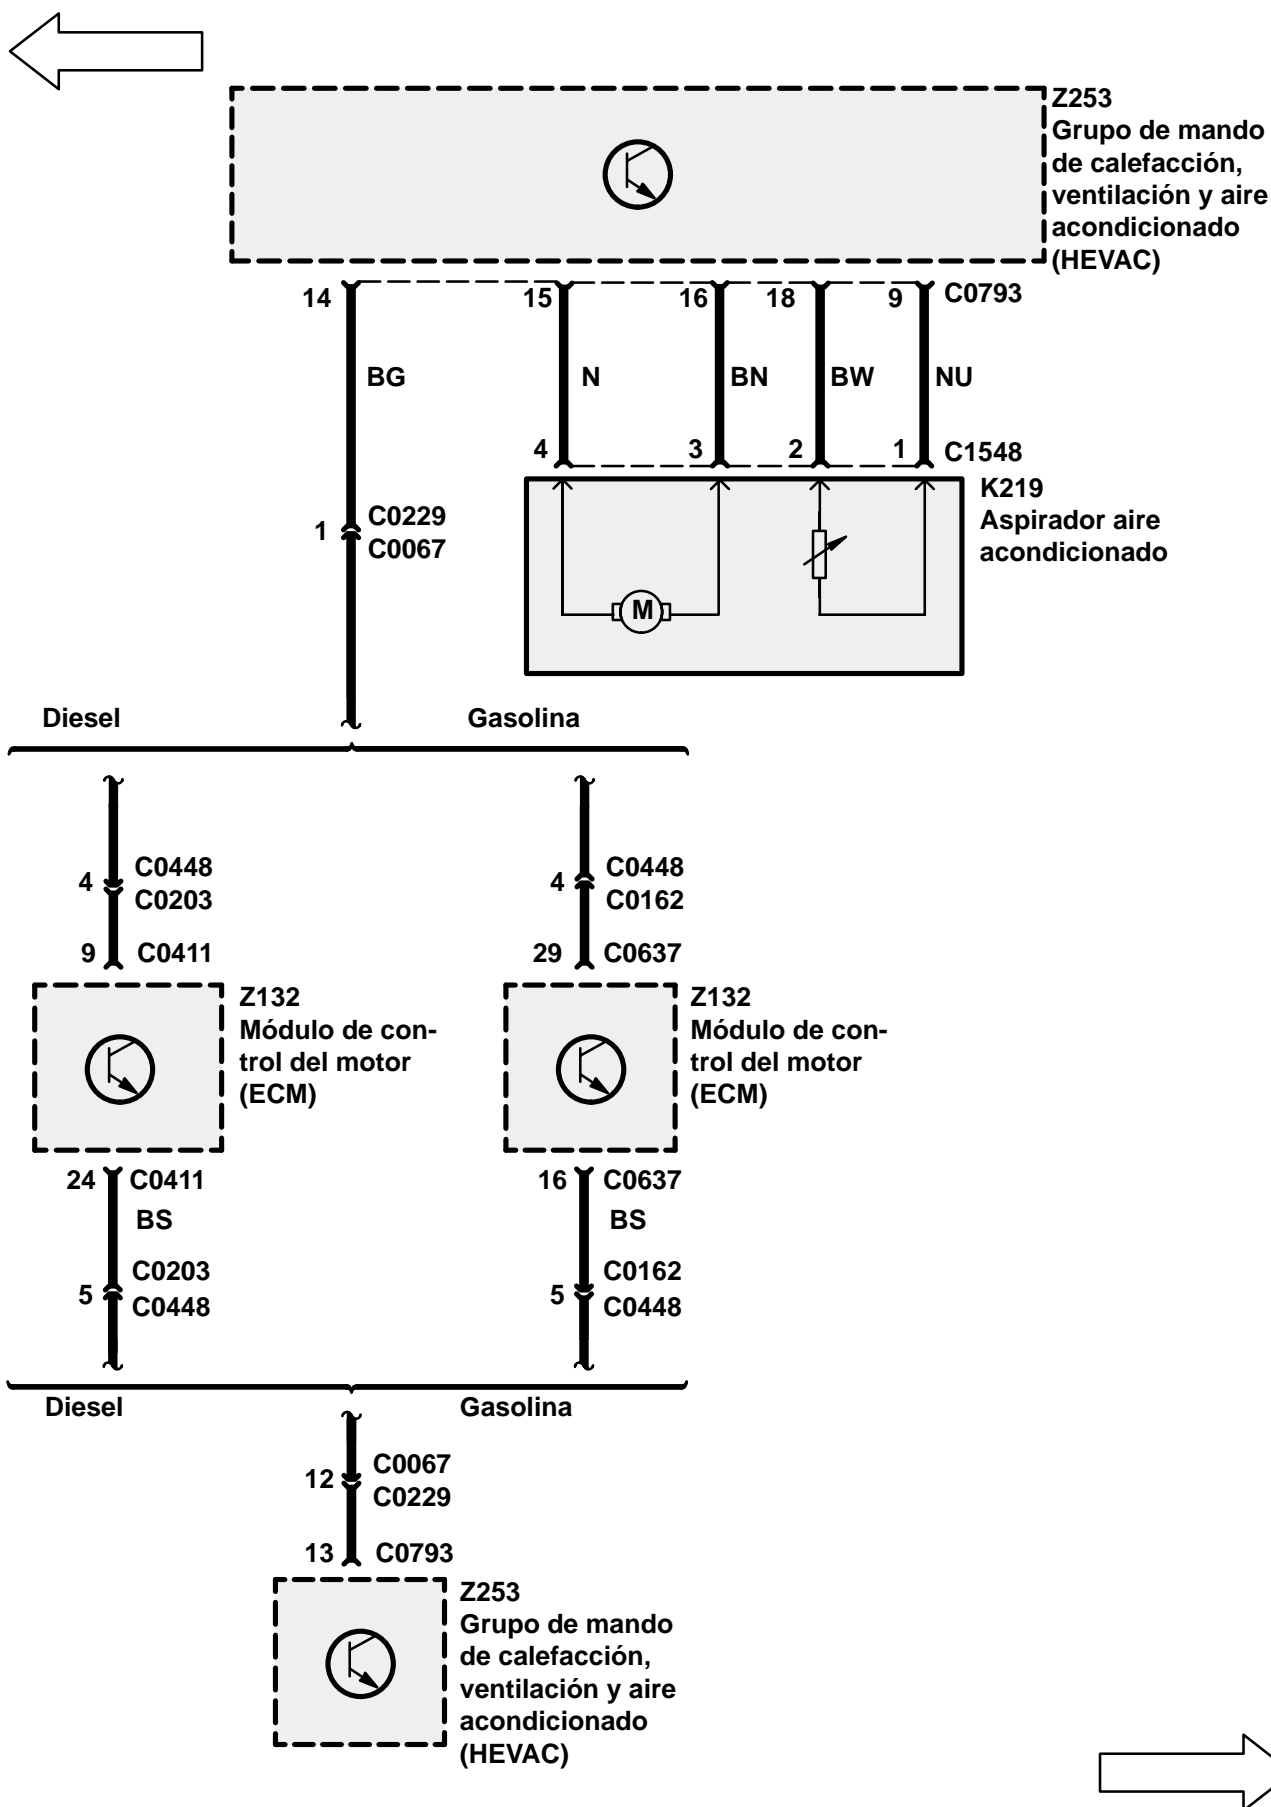 Z253
Grupo de mando
de calefacción,
ventilación y aire
acondicionado
(HEVAC)
14 15 16 18 9 C0793
BG N BN BW NU
4 3 2 1 C1548
K219
Aspirador aire
acondicionado
M
1 C0229
C0067
Diesel Gasolina
4 C0448
C0203
9 C0411
4 C0448
C0162
29 C0637
Z132
Módulo de con-
trol del motor
(ECM)
Z132
Módulo de con-
trol del motor
(ECM)
24 C0411
BS
5 C0203
C0448
16 C0637
BS
5 C0162
C0448
Diesel Gasolina
12 C0067
C0229
13 C0793
Z253
Grupo de mando
de calefacción,
ventilación y aire
acondicionado
(HEVAC)